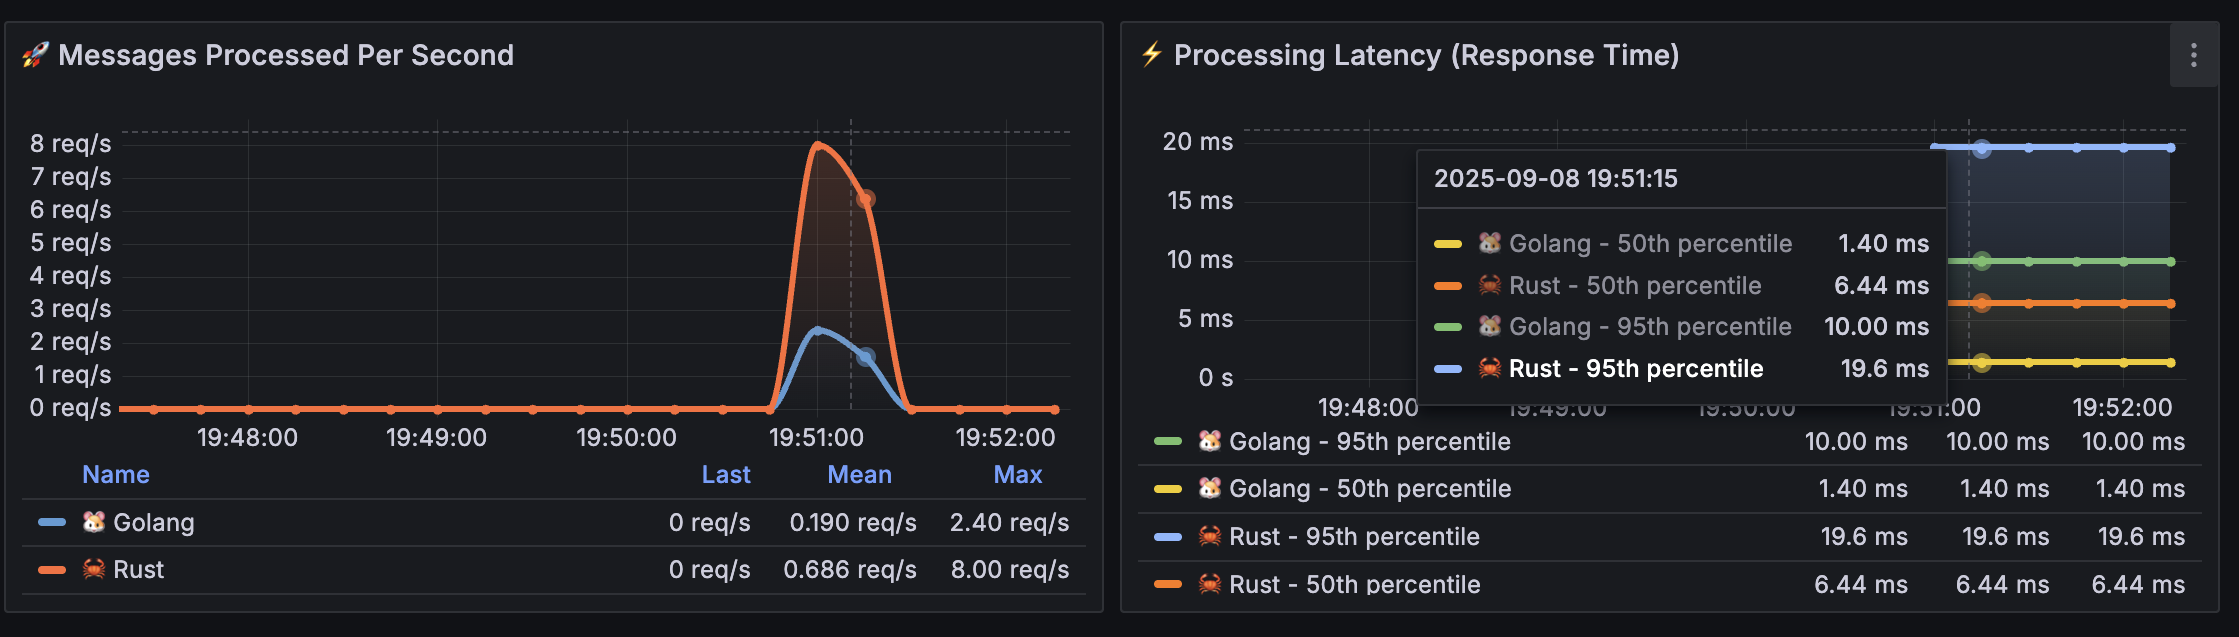 🚀 Messages Processed Per Second
8 req/s
7 req/s
6 req/s
5 req/s
4 req/s
3 req/s
2 req/s
1 req/s
0 req/s
19:48:00 19:49:00 19:50:00 19:51:00 19:52:00
Name Last Mean Max
🐹 Golang 0 req/s 0.190 req/s 2.40 req/s
🦀 Rust 0 req/s 0.686 req/s 8.00 req/s
⚡ Processing Latency (Response Time)
20 ms
15 ms
10 ms
5 ms
0 s
2025-09-08 19:51:15
🐹 Golang - 50th percentile 1.40 ms
🦀 Rust - 50th percentile 6.44 ms
🐹 Golang - 95th percentile 10.00 ms
🦀 Rust - 95th percentile 19.6 ms
19:48:00 19:49:00 19:50:00 19:51:00 19:52:00
🐹 Golang - 95th percentile 10.00 ms 10.00 ms 10.00 ms
🐹 Golang - 50th percentile 1.40 ms 1.40 ms 1.40 ms
🦀 Rust - 95th percentile 19.6 ms 19.6 ms 19.6 ms
🦀 Rust - 50th percentile 6.44 ms 6.44 ms 6.44 ms